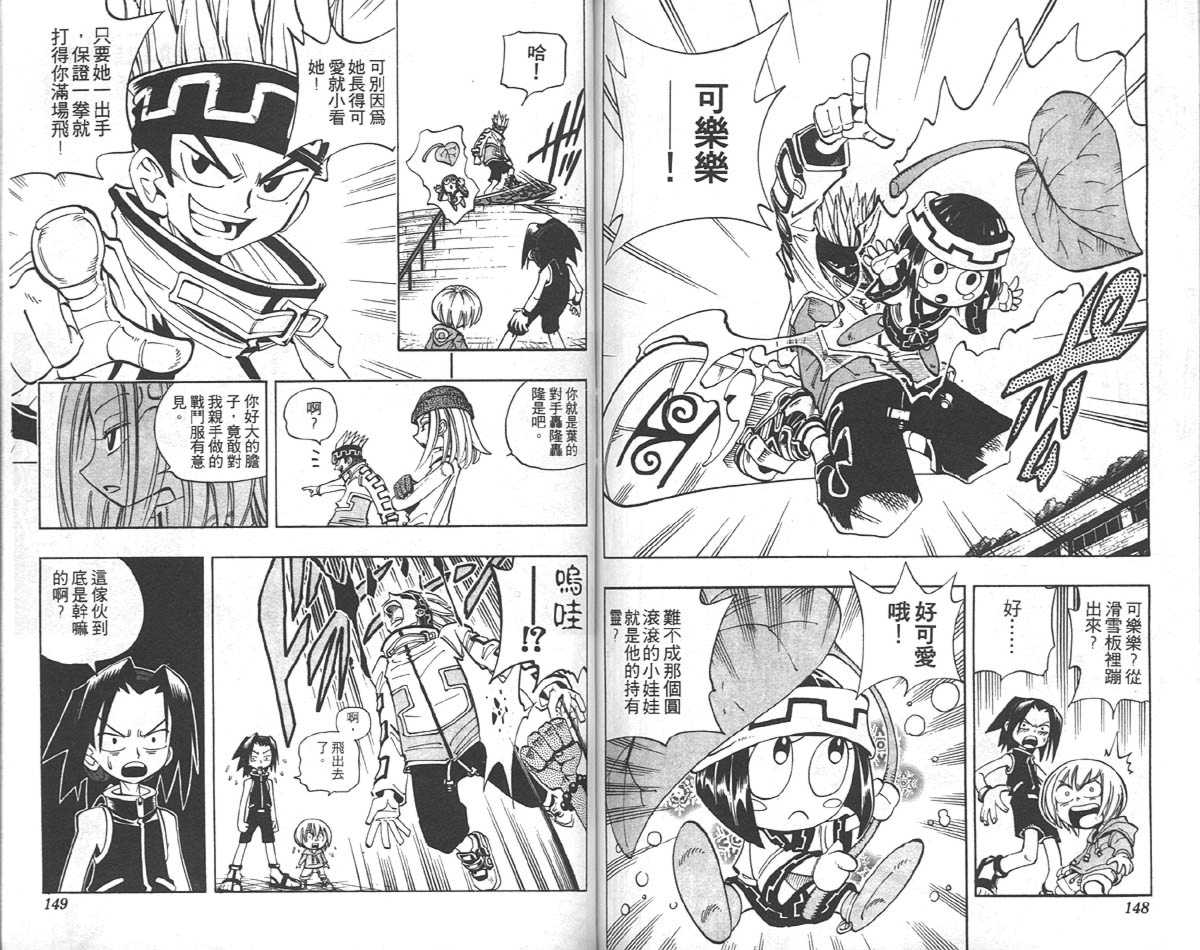 可樂樂
——！
可樂樂？從
滑雪板裡蹦
出來？
好……
好可愛
哦！
難不成那個圓
滾滾的小娃娃
就是他的持有
靈？
148
哈！
可別因為
她長得可
愛就小看
她！
只要她一出手
，保證一拳就
打得你滿場飛！
你就是葉的
對手轟隆轟
隆是吧。
啊？
你好大的膽
子，竟敢對
我親手做的
戰鬥服有意
見。
嗚哇
——
!?
啊，
飛出去
了。
這傢伙到
底是幹嘛
的啊？
149